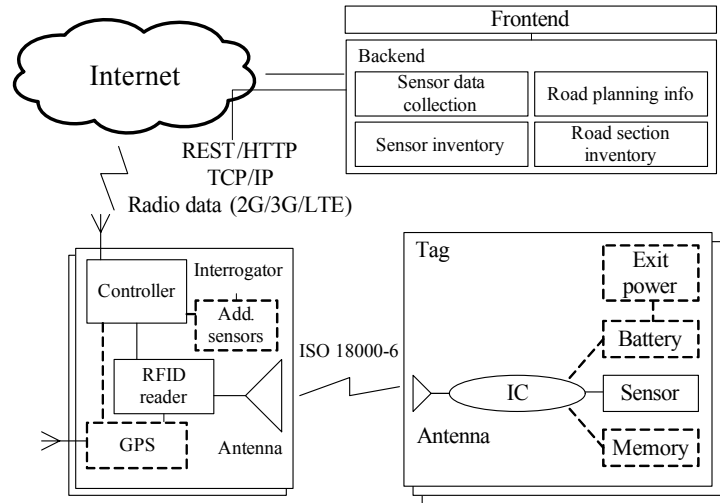 Frontend
Internet
Backend
Sensor data
collection
Road planning info
Sensor inventory
Road section
inventory
REST/HTTP
TCP/IP
Radio data (2G/3G/LTE)
Controller
Interrogator
Add.
sensors
RFID
reader
GPS
Antenna
ISO 18000-6
Tag
Exit
power
Battery
IC
Sensor
Antenna
Memory